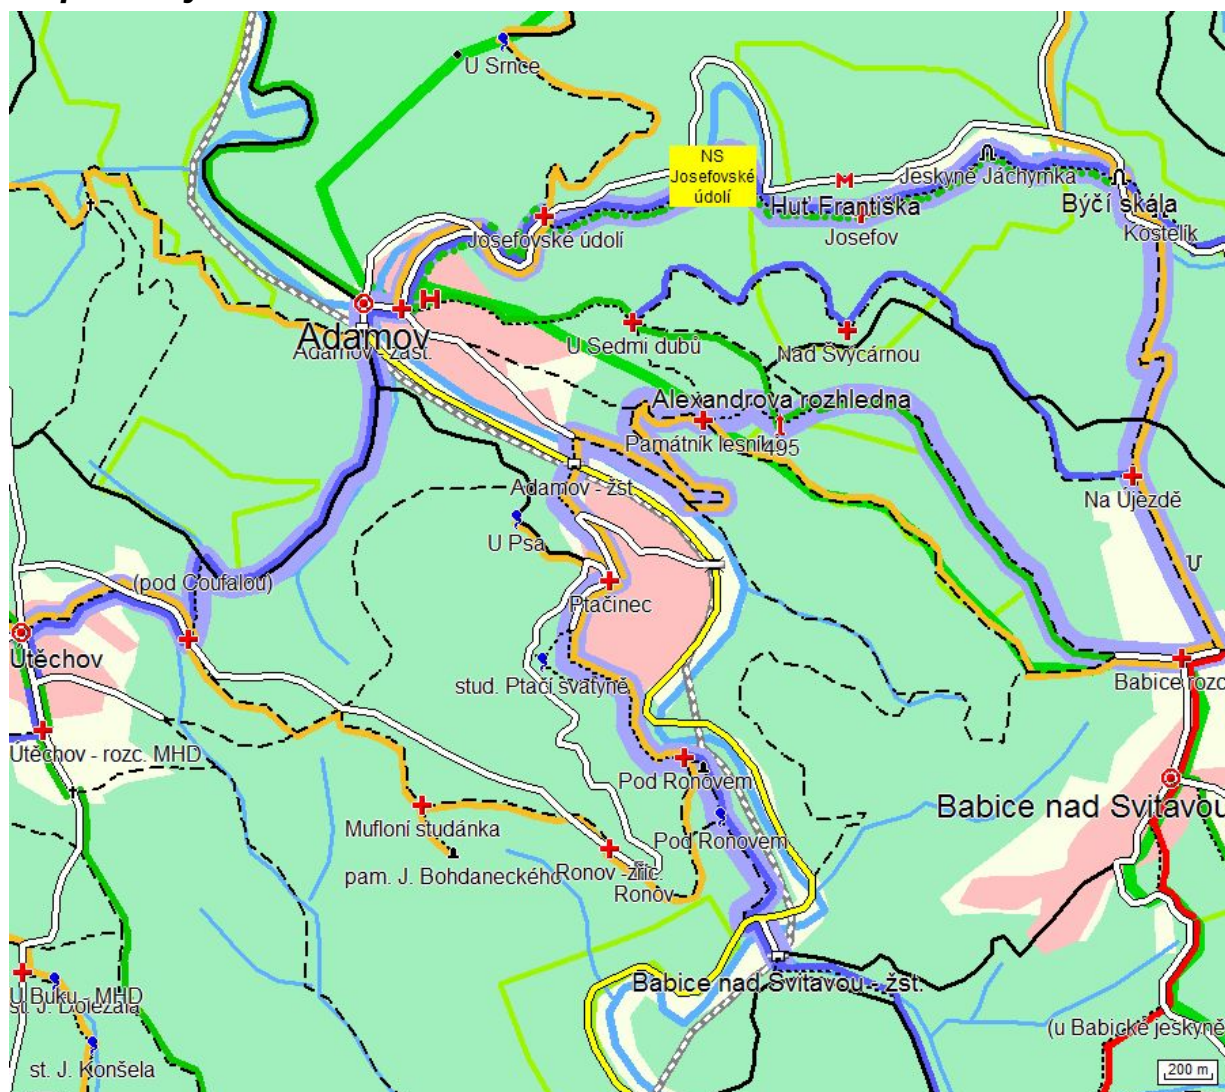 U Srnce
NS
Josefovské
údolí
Jeskyně Jáchymka
Huť Františka
Býčí skála
Josefovské údolí
Josefov
Kostelík
Adamov
Adamov - zast.
U Sedmi dubů
Nad Švýcárnou
Alexandrova rozhledna
Památník lesníků
495
Adamov - žst.
Na Újezdě
U Psa
(pod Coufalou)
Ptačinec
Útěchov
stud. Ptačí svatyně
Babice rozc
Útěchov - rozc. MHD
Pod Ronovem
Babice nad Svitavou
Mufloní studánka
Pod Ronovem
pam. J. Bohdaneckého
Ronov - zříc.
Ronov
U Buku - MHD
st. J. Doležala
Babice nad Svitavou - žst.
(u Babické jeskyně
st. J. Konšela
200 m